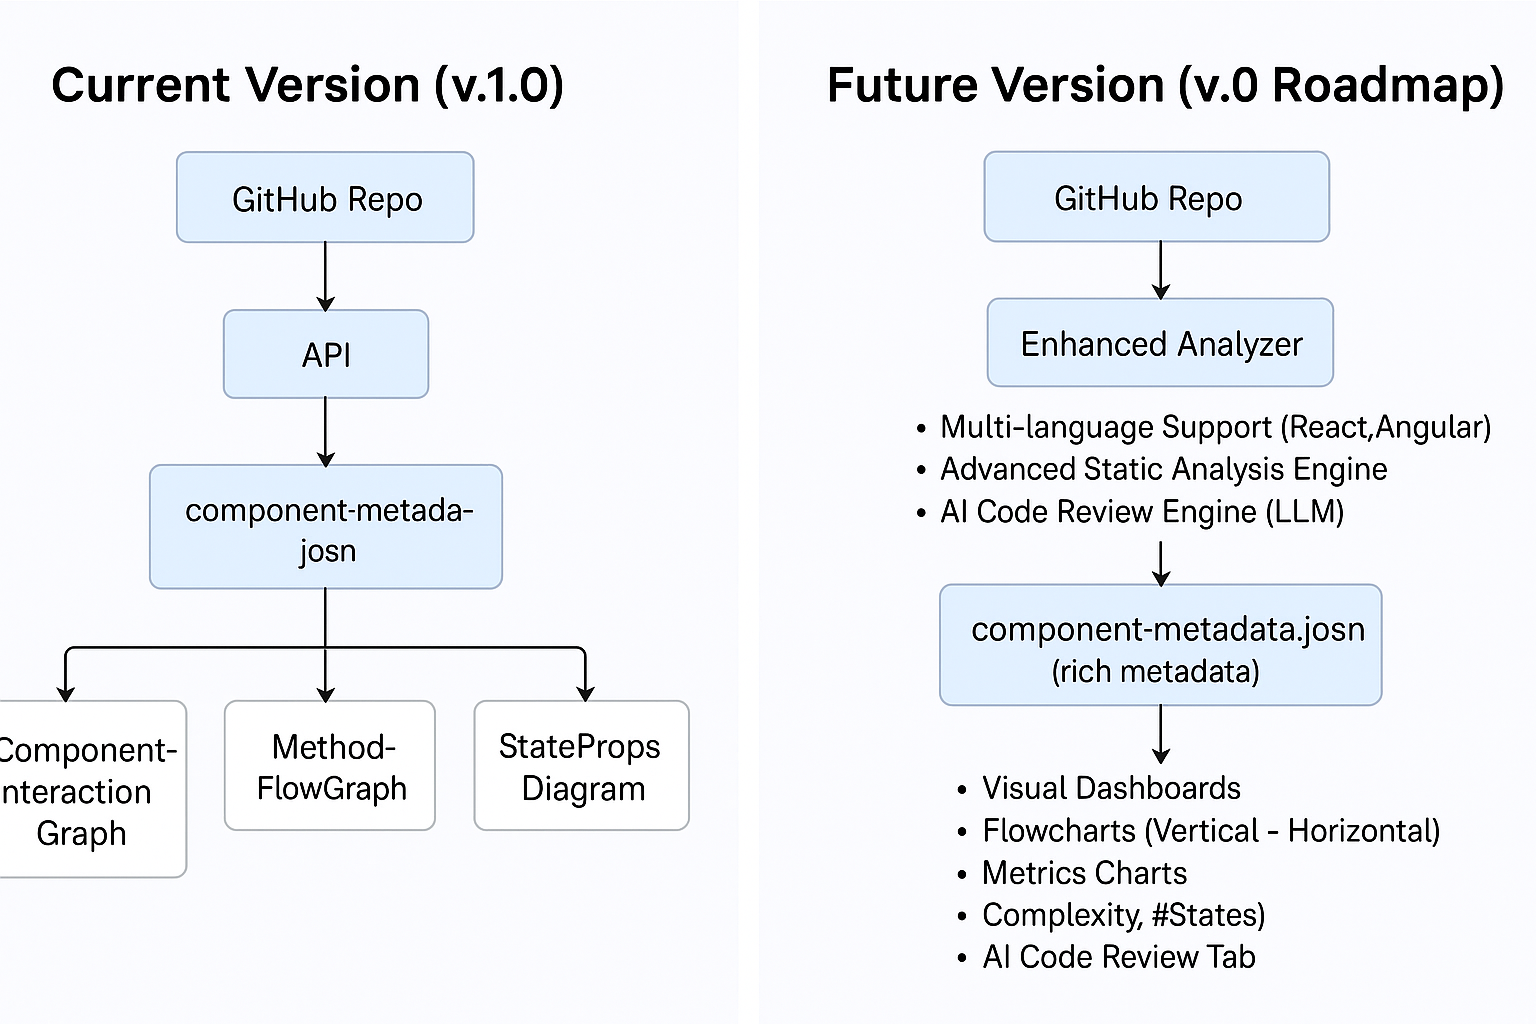 Current Version (v.1.0)
GitHub Repo
API
component-metada-
josn
Component-
nteraction
Graph
Method-
FlowGraph
StateProps
Diagram
Future Version (v.0 Roadmap)
GitHub Repo
Enhanced Analyzer
• Multi-language Support (React,Angular)
• Advanced Static Analysis Engine
• AI Code Review Engine (LLM)
component-metadata.josn
(rich metadata)
• Visual Dashboards
• Flowcharts (Vertical - Horizontal)
• Metrics Charts
• Complexity, #States)
• AI Code Review Tab